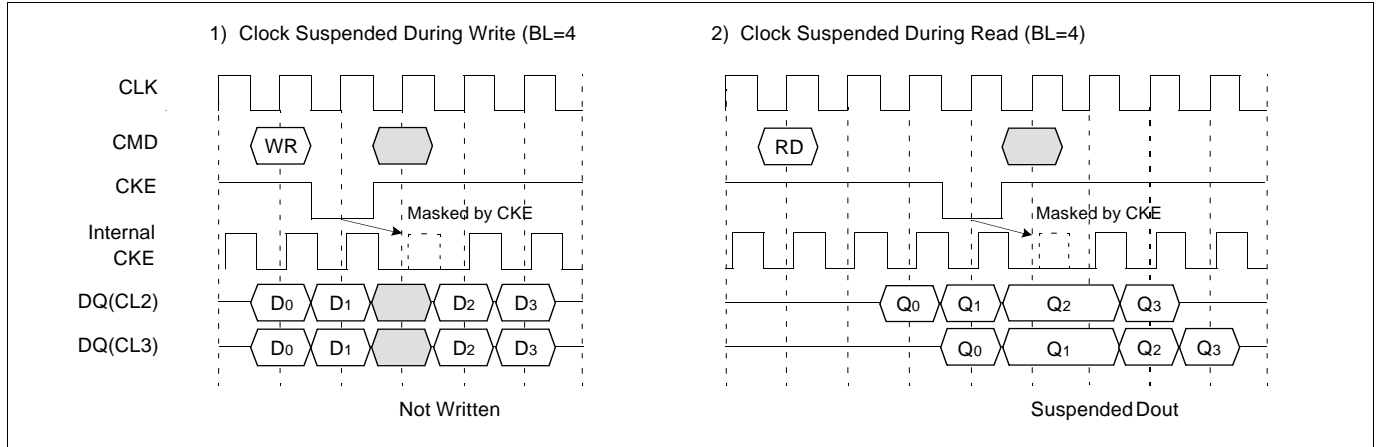 1) Clock Suspended During Write (BL=4
2) Clock Suspended During Read (BL=4)
CLK
CMD
WR
RD
CKE
Masked by CKE
Masked by CKE
Internal
CKE
DQ(CL2)
D0
D1
D2
D3
Q0
Q1
Q2
Q3
DQ(CL3)
D0
D1
D2
D3
Q0
Q1
Q2
Q3
Not Written
Suspended Dout